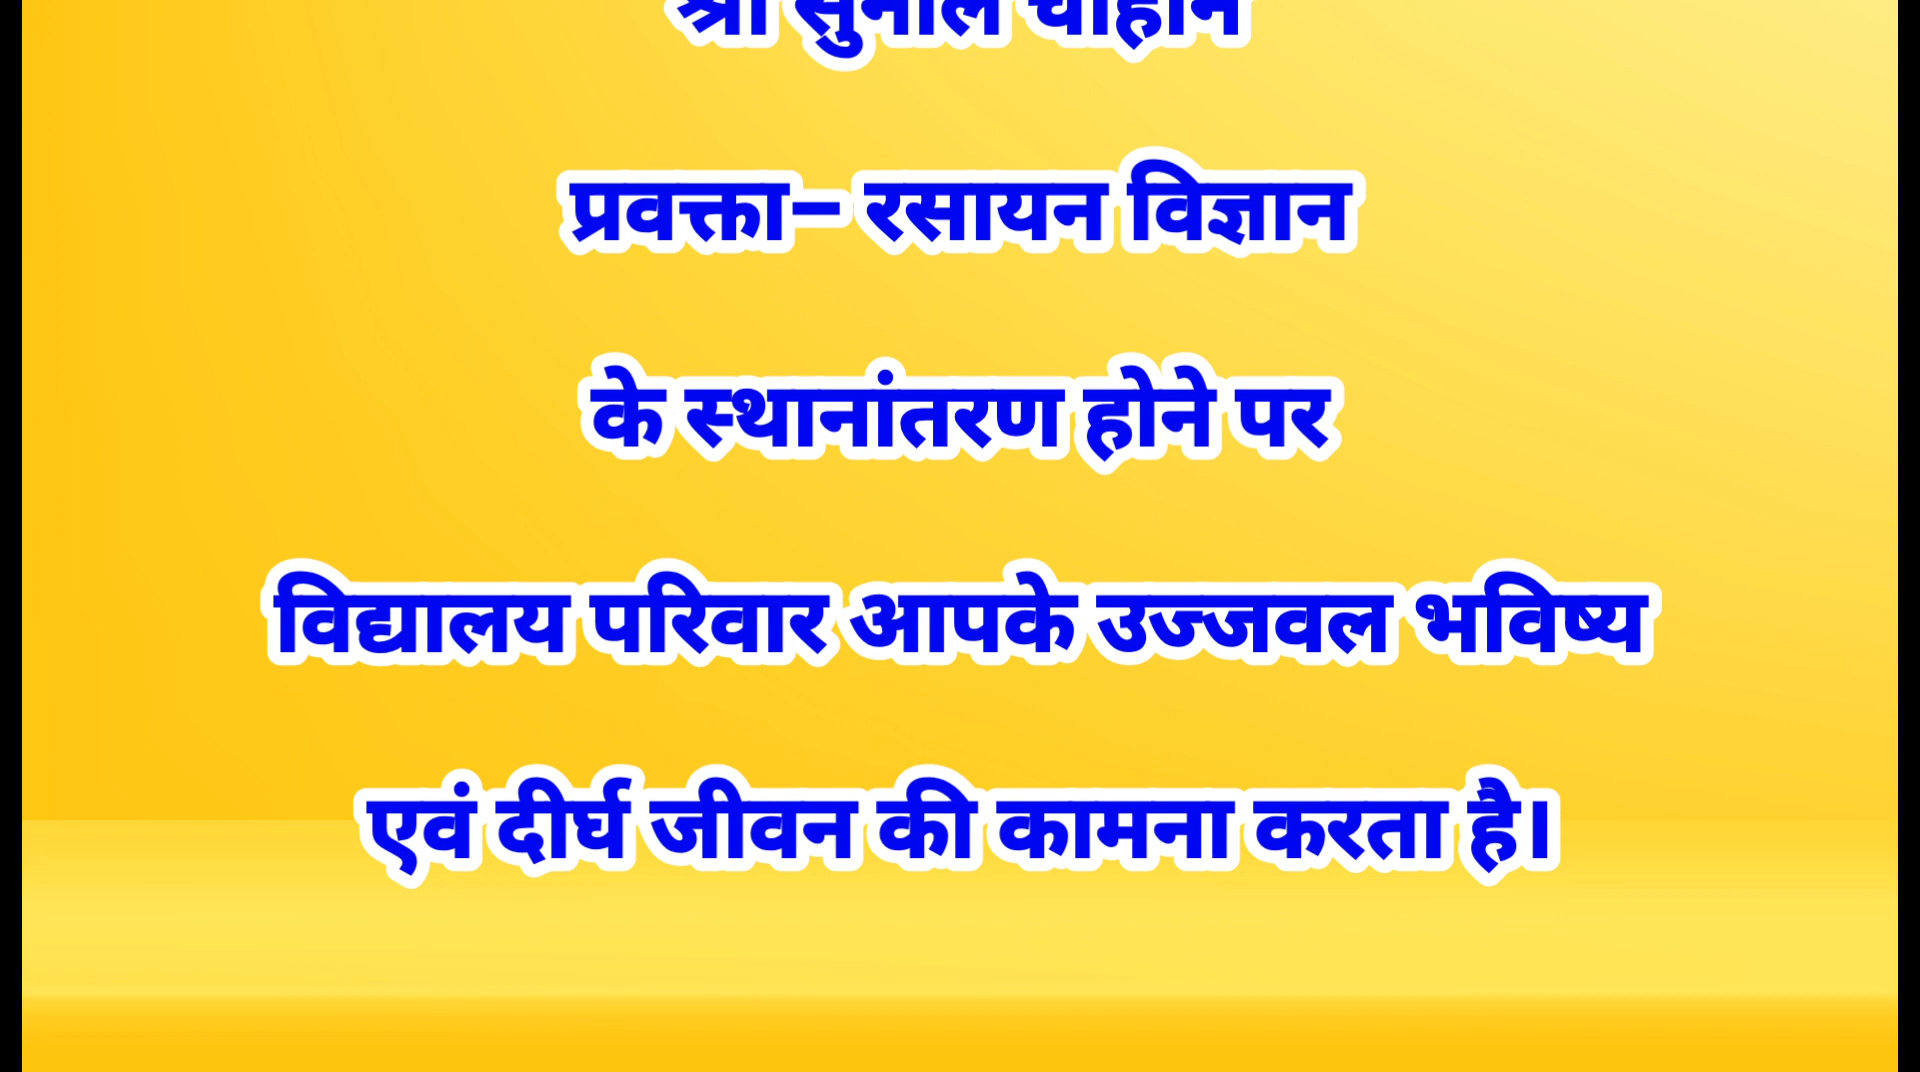 श्री सुनील चौहान
प्रवक्ता– रसायन विज्ञान
के स्थानांतरण होने पर
विद्यालय परिवार आपके उज्जवल भविष्य
एवं दीर्घ जीवन की कामना करता है।